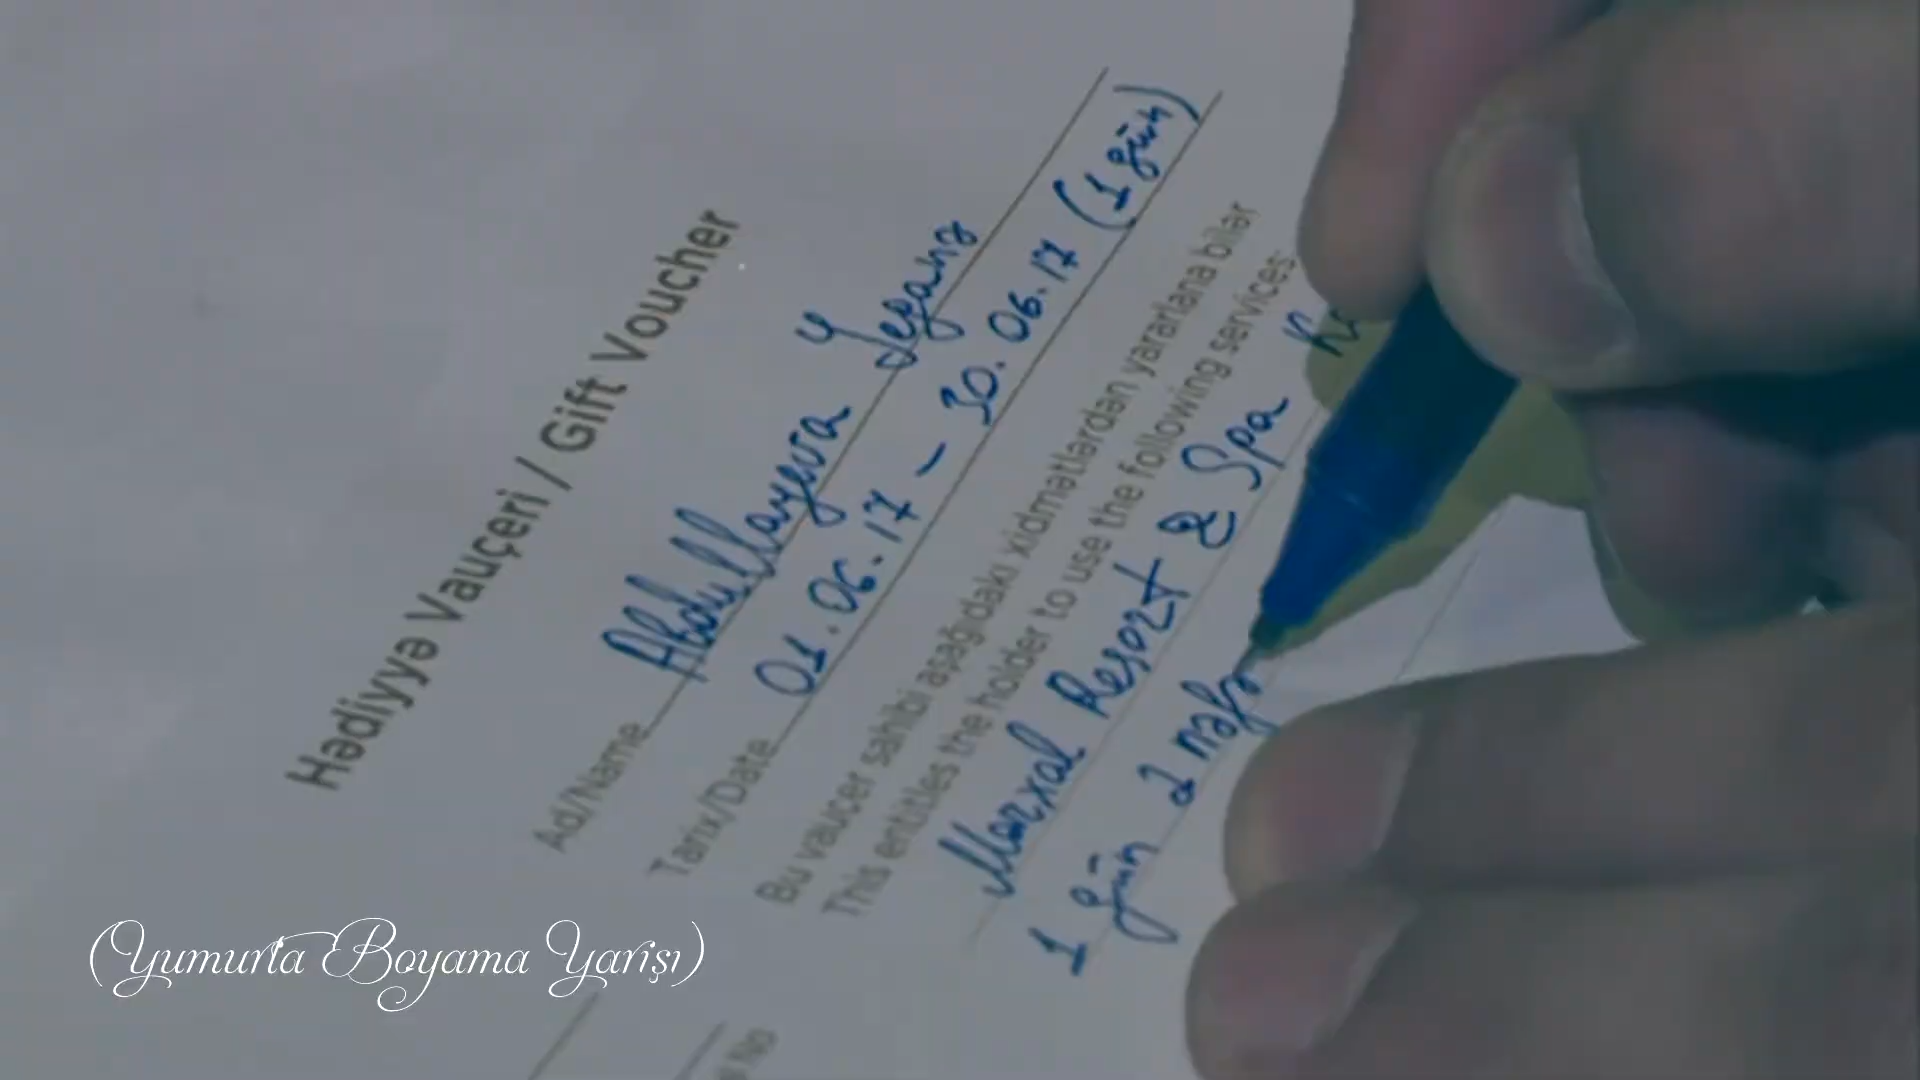 Hədiyyə Vauçeri / Gift Voucher
Ad/Name Abdullayeva Yeganə
Tarix/Date 01.06.17 – 30.06.17 (1 gün)
Bu vauçer sahibi aşağıdakı xidmətlərdən yararlana bilər
This entitles the holder to use the following services:
Marxal Resort & Spa
1 gün 2 nəfə
No
(Yumurta Boyama Yarişı)